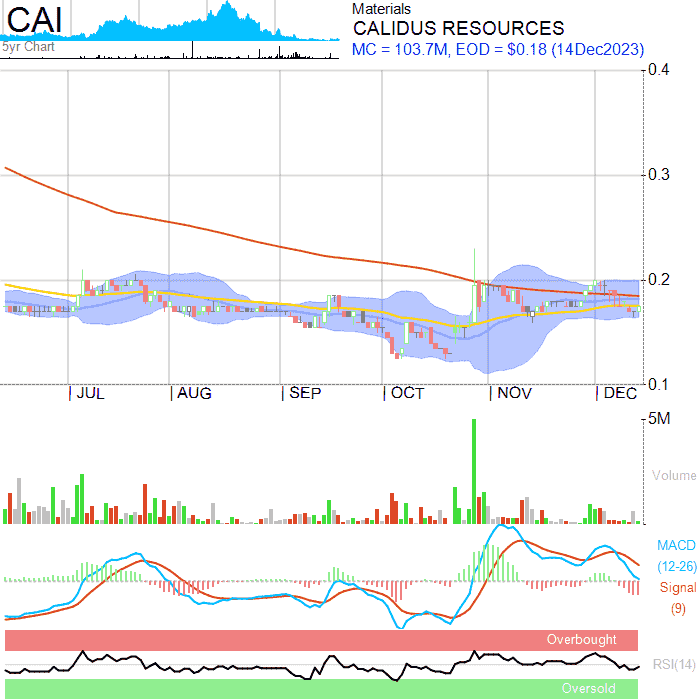 CAI
5yr Chart
Materials
CALIDUS RESOURCES
MC = 103.7M, EOD = $0.18 (14Dec2023)
0.4
0.3
0.2
0.1
JUL AUG SEP OCT NOV DEC
5M
Volume
MACD
(12-26)
Signal
(9)
Overbought
RSI(14)
Oversold